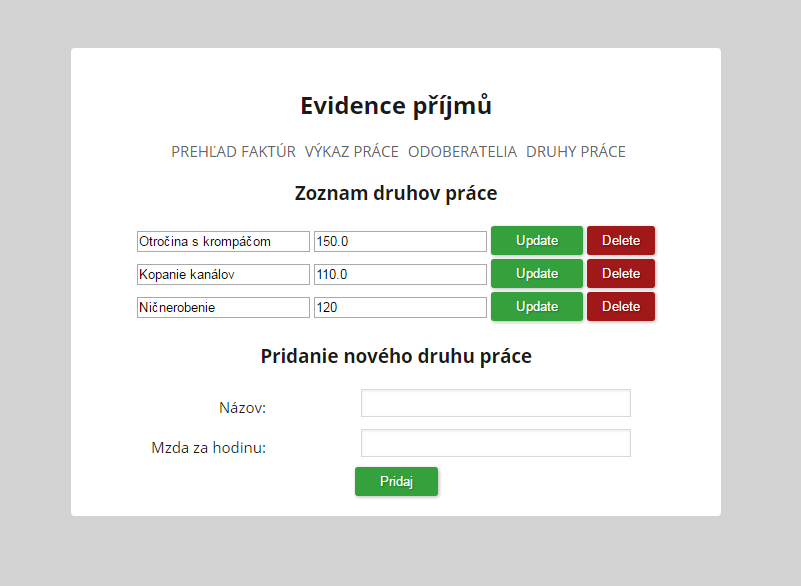 Evidence příjmů
PREHĽAD FAKTÚR VÝKAZ PRÁCE ODOBERATELIA DRUHY PRÁCE
Zoznam druhov práce
Otročina s krompáčom 150.0 Update Delete
Kopanie kanálov 110.0 Update Delete
Ničnerobenie 120 Update Delete
Pridanie nového druhu práce
Názov:
Mzda za hodinu:
Pridaj